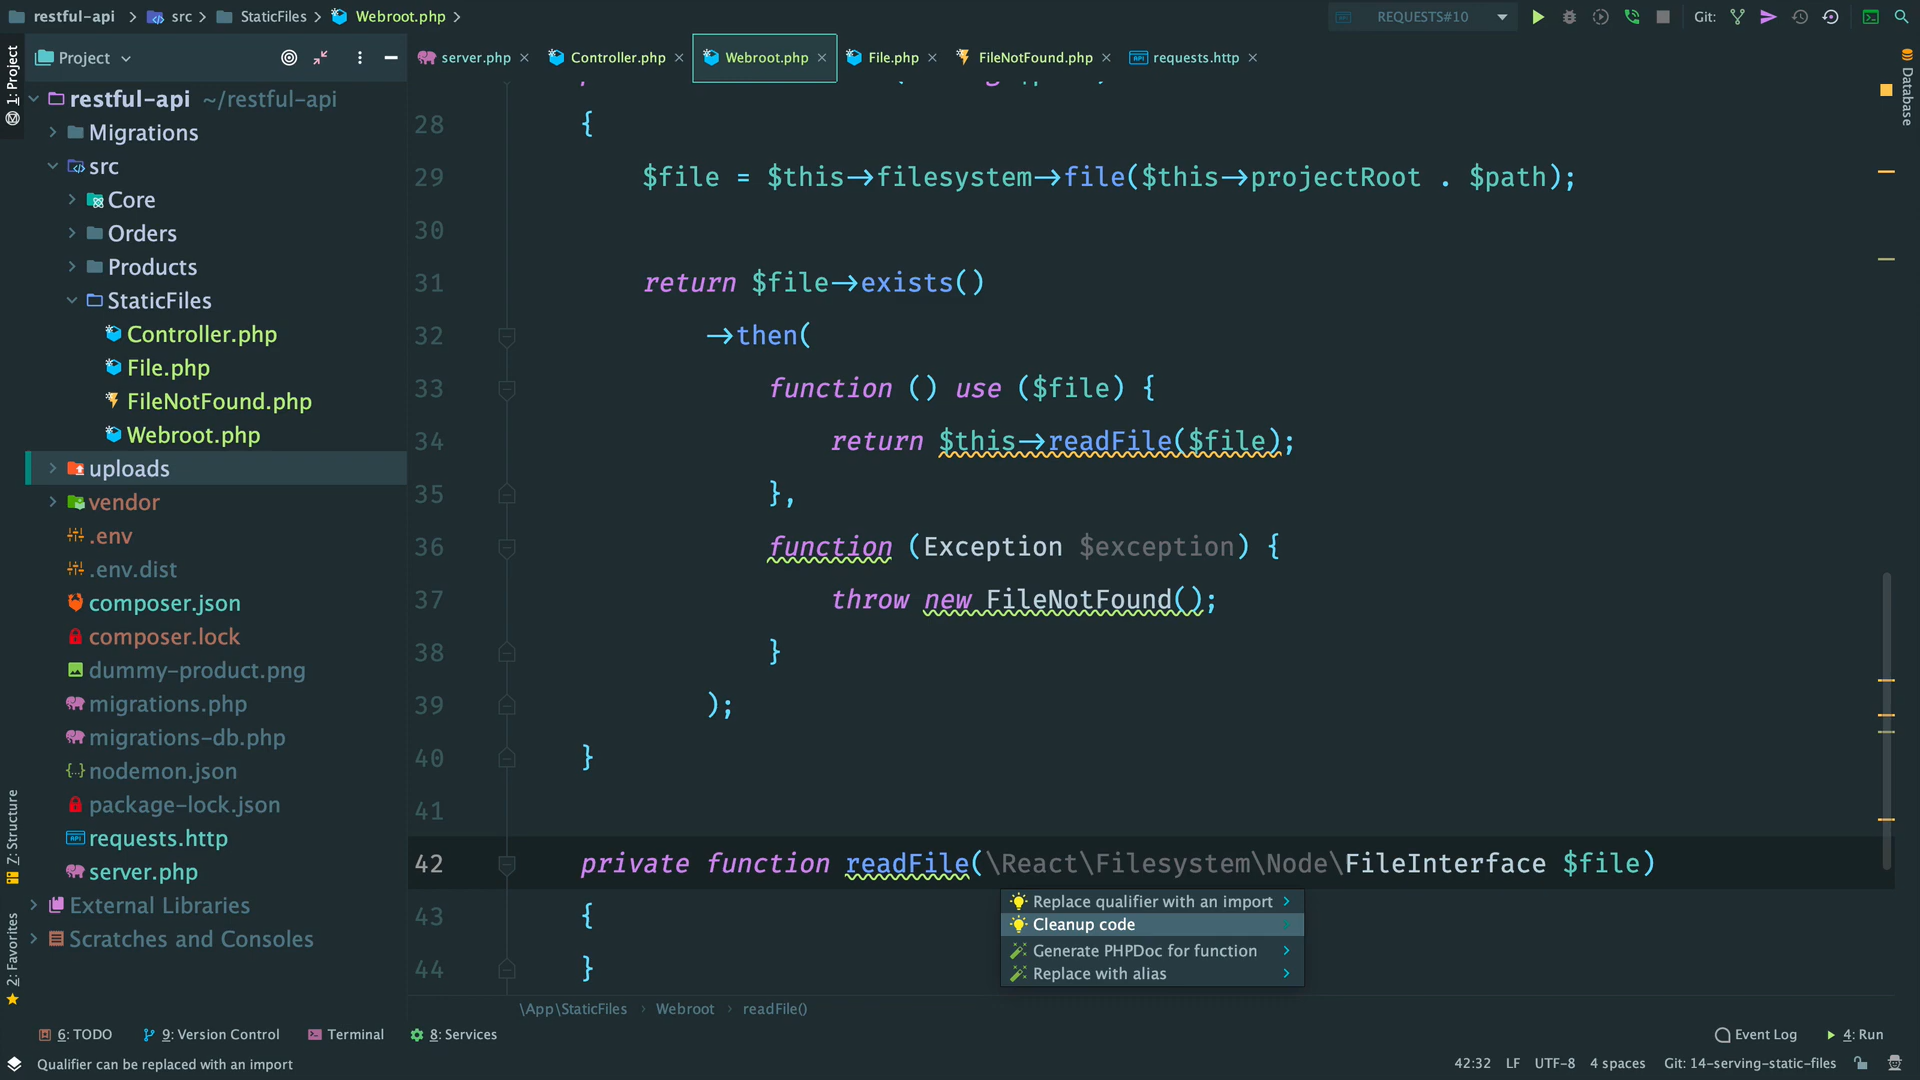 restful-api
src
StaticFiles
Webroot.php
REQUESTS#10
Git:
1: Project
Project
server.php
Controller.php
Webroot.php
File.php
FileNotFound.php
requests.http
Database
restful-api ~/restful-api
Migrations
src
Core
Orders
Products
StaticFiles
Controller.php
File.php
FileNotFound.php
Webroot.php
uploads
vendor
.env
.env.dist
composer.json
composer.lock
dummy-product.png
migrations.php
migrations-db.php
nodemon.json
package-lock.json
requests.http
server.php
External Libraries
Scratches and Consoles
Z: Structure
2: Favorites
28 {
29 $file = $this->filesystem->file($this->projectRoot . $path);
30
31 return $file->exists()
32 ->then(
33 function () use ($file) {
34 return $this->readFile($file);
35 },
36 function (Exception $exception) {
37 throw new FileNotFound();
38 }
39 );
40 }
41
42 private function readFile(\React\Filesystem\Node\FileInterface $file)
43 {
44 }
Replace qualifier with an import
Cleanup code
Generate PHPDoc for function
Replace with alias
\App\StaticFiles › Webroot › readFile()
6: TODO
9: Version Control
Terminal
8: Services
Event Log
4: Run
Qualifier can be replaced with an import
42:32 LF UTF-8 4 spaces Git: 14-serving-static-files